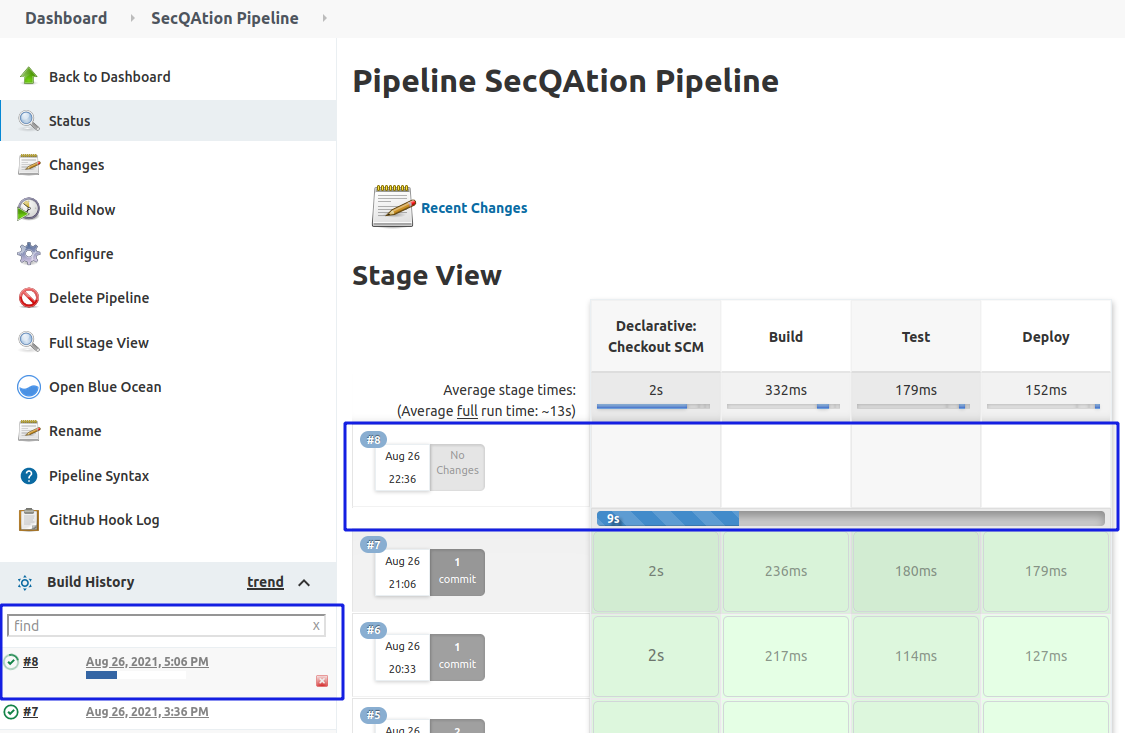 Dashboard
SecQAtion Pipeline
Back to Dashboard
Status
Changes
Build Now
Configure
Delete Pipeline
Full Stage View
Open Blue Ocean
Rename
Pipeline Syntax
GitHub Hook Log
Build History
trend
find
x
#8
Aug 26, 2021, 5:06 PM
#7
Aug 26, 2021, 3:36 PM
Pipeline SecQAtion Pipeline
Recent Changes
Stage View
Declarative:
Checkout SCM
Build
Test
Deploy
Average stage times:
(Average full run time: ~13s)
2s
332ms
179ms
152ms
#8
Aug 26
22:36
No
Changes
9s
#7
Aug 26
21:06
1
commit
2s
236ms
180ms
179ms
#6
Aug 26
20:33
1
commit
2s
217ms
114ms
127ms
#5
Aug 26
2